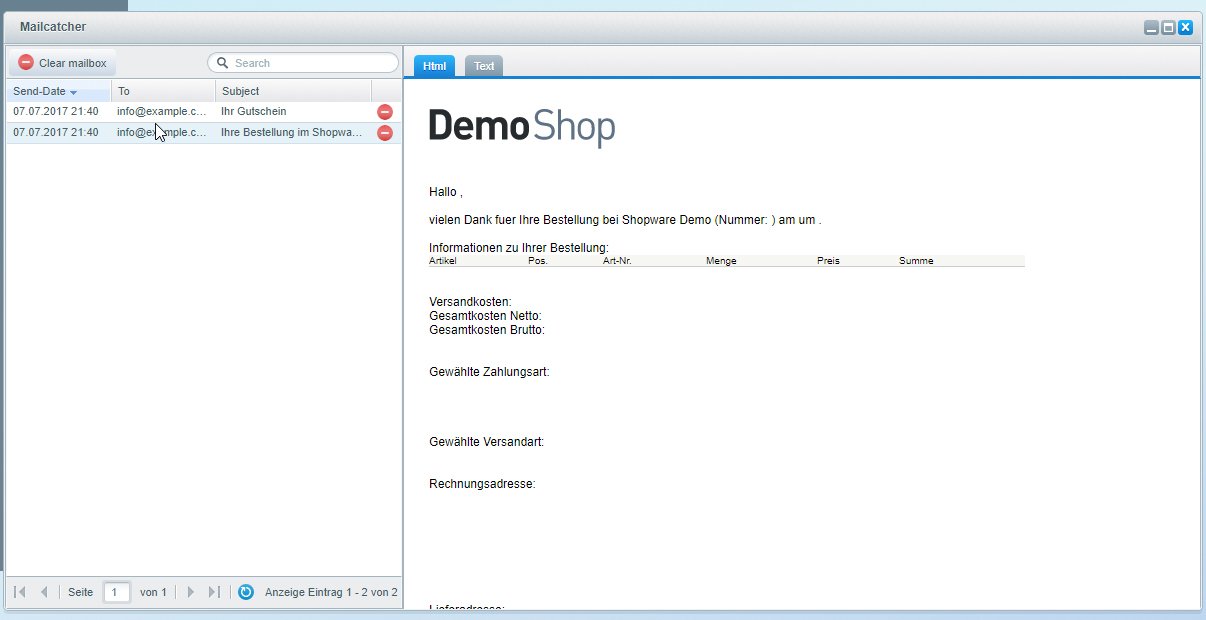 Mailcatcher
Clear mailbox
Search
Send-Date To Subject
07.07.2017 21:40 info@example.c... Ihr Gutschein
07.07.2017 21:40 info@example.c... Ihre Bestellung im Shopwa...
Seite 1 von 1 Anzeige Eintrag 1 - 2 von 2
Html Text
DemoShop
Hallo ,
vielen Dank fuer Ihre Bestellung bei Shopware Demo (Nummer: ) am um .
Informationen zu Ihrer Bestellung:
Artikel Pos. Art-Nr. Menge Preis Summe
Versandkosten:
Gesamtkosten Netto:
Gesamtkosten Brutto:
Gewählte Zahlungsart:
Gewählte Versandart:
Rechnungsadresse:
Lieferadresse: